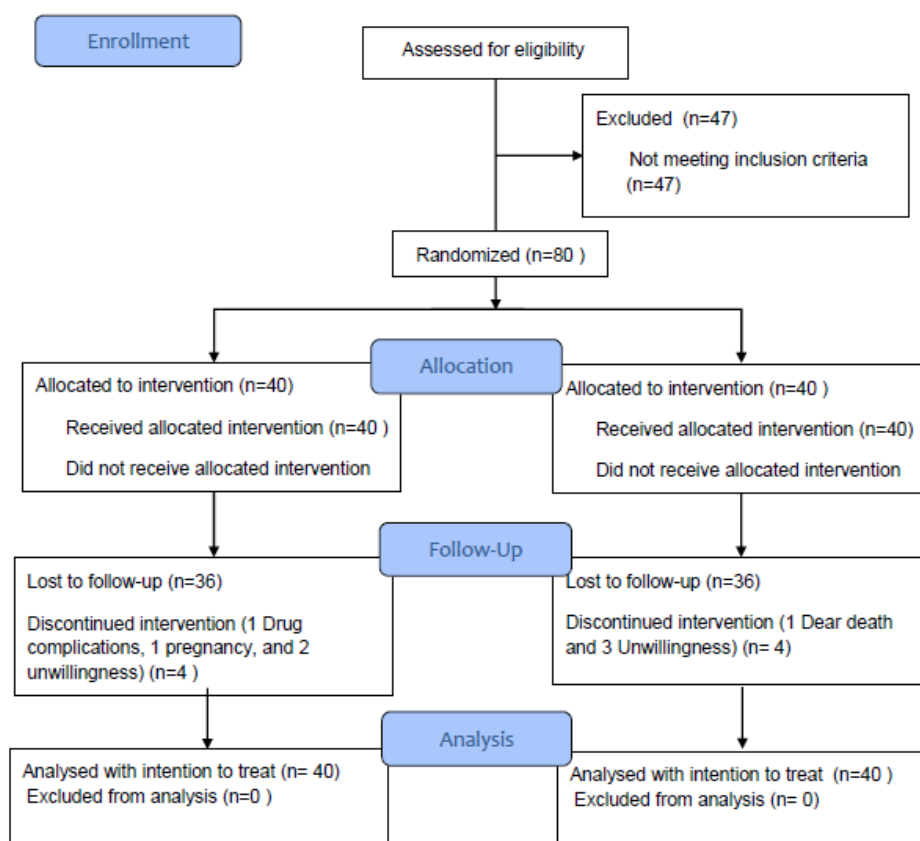 Enrollment
Assessed for eligibility
Excluded (n=47)
Not meeting inclusion criteria
(n=47)
Randomized (n=80 )
Allocation
Allocated to intervention (n=40)
Received allocated intervention (n=40 )
Did not receive allocated intervention
Allocated to intervention (n=40 )
Received allocated intervention (n=40)
Did not receive allocated intervention
Follow-Up
Lost to follow-up (n=36)
Discontinued intervention (1 Drug
complications, 1 pregnancy, and 2
unwillingness) (n=4 )
Lost to follow-up (n=36)
Discontinued intervention (1 Dear death
and 3 Unwillingness) (n= 4)
Analysis
Analysed with intention to treat (n= 40)
Excluded from analysis (n=0 )
Analysed with intention to treat (n=40 )
Excluded from analysis (n= 0)